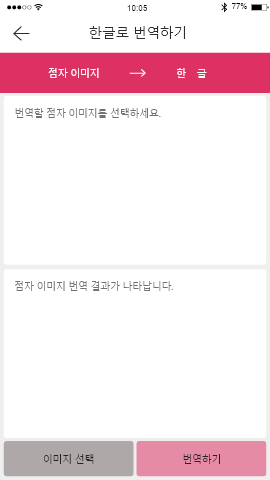 10:05
77%
한글로 번역하기
점자 이미지 → 한 글
번역할 점자 이미지를 선택하세요.
점자 이미지 번역 결과가 나타납니다.
이미지 선택
번역하기